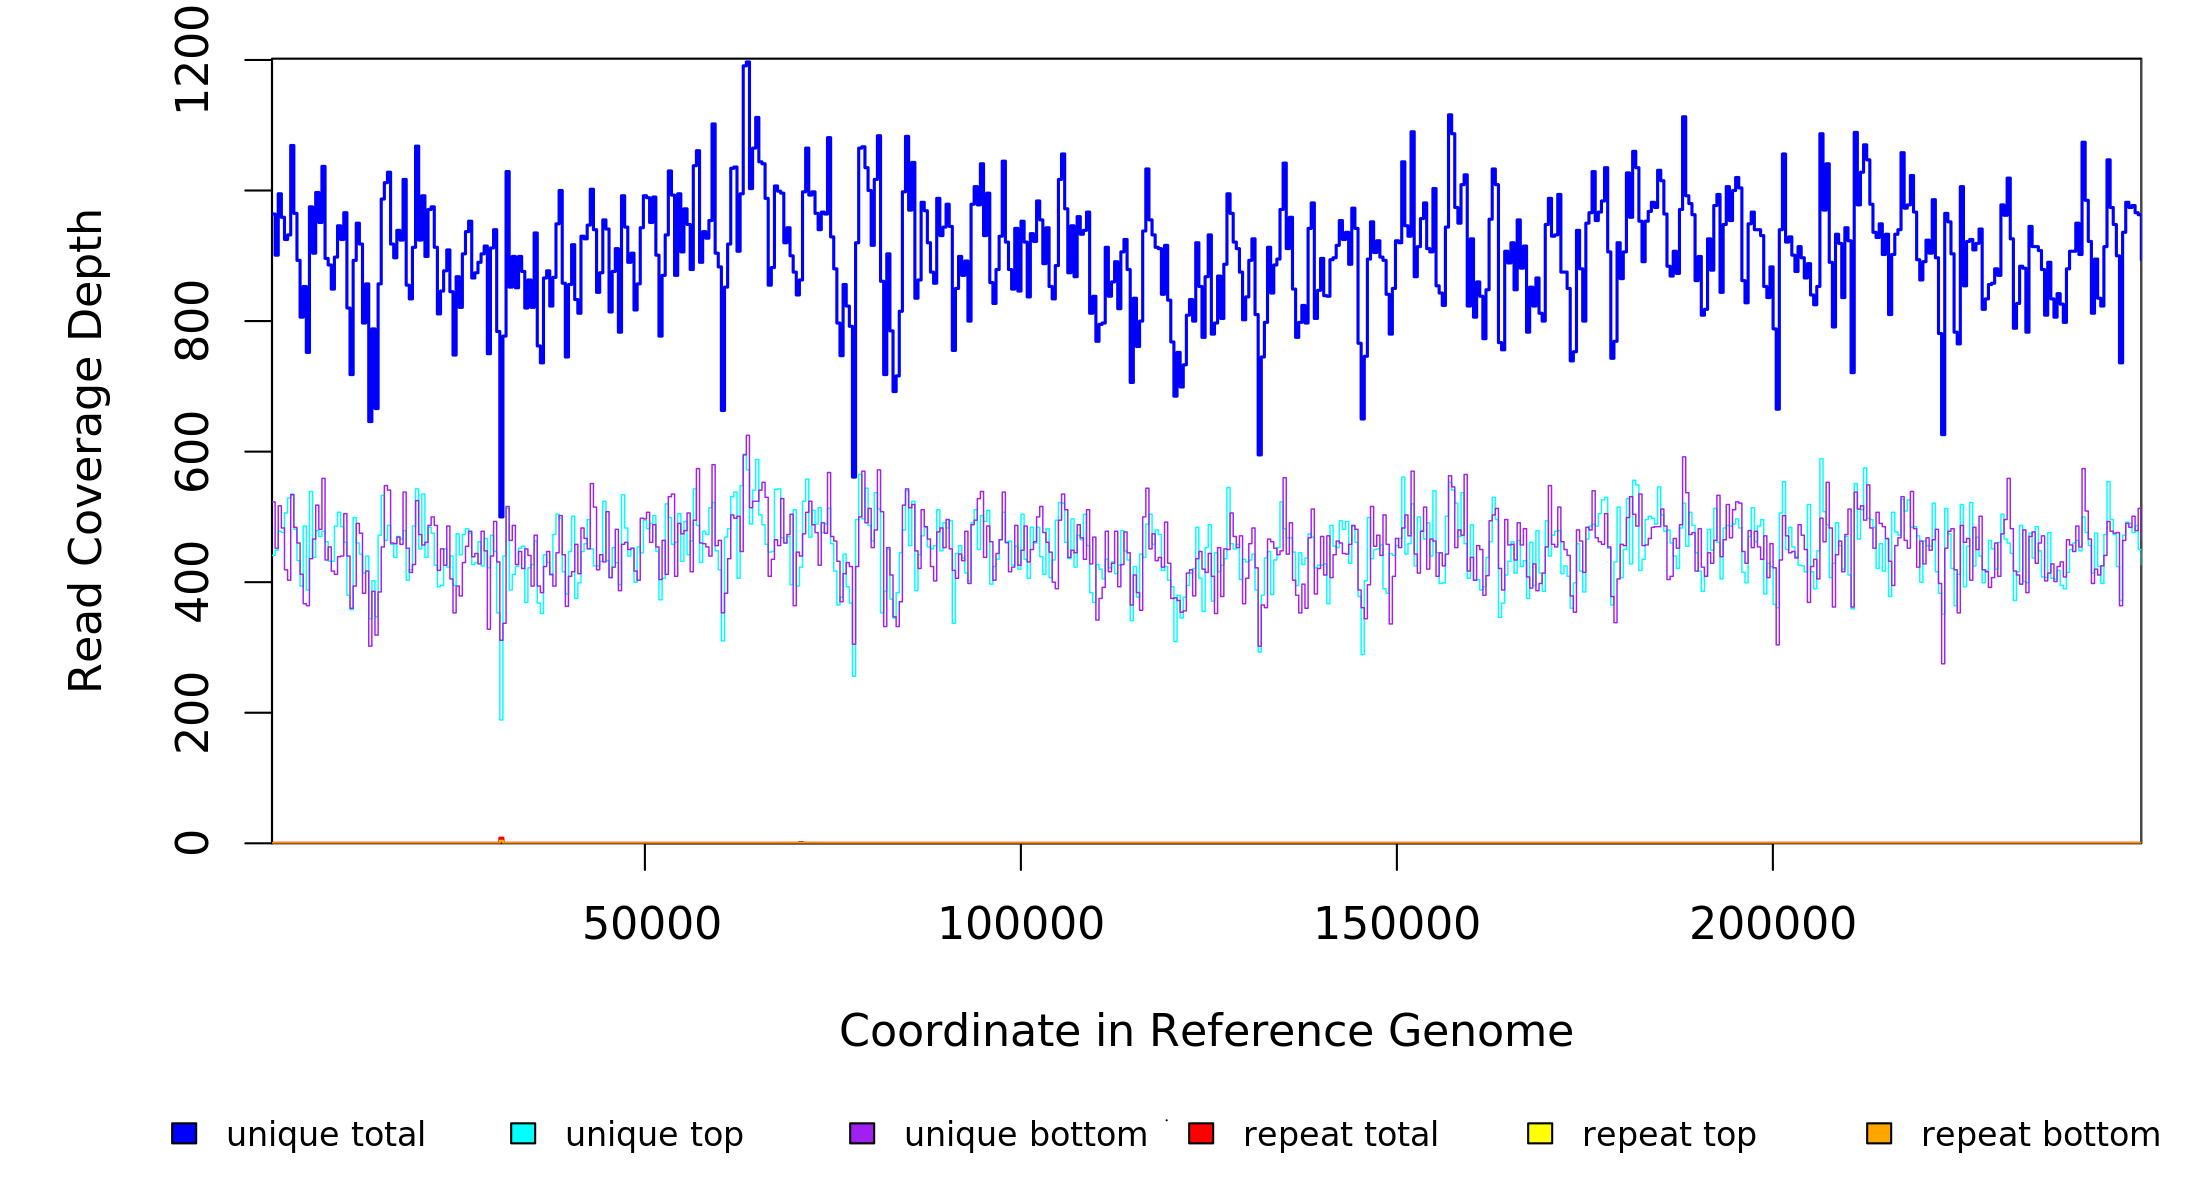 1200
800
600
400
200
0
Read Coverage Depth
50000 100000 150000 200000
Coordinate in Reference Genome
unique total unique top unique bottom repeat total repeat top repeat bottom